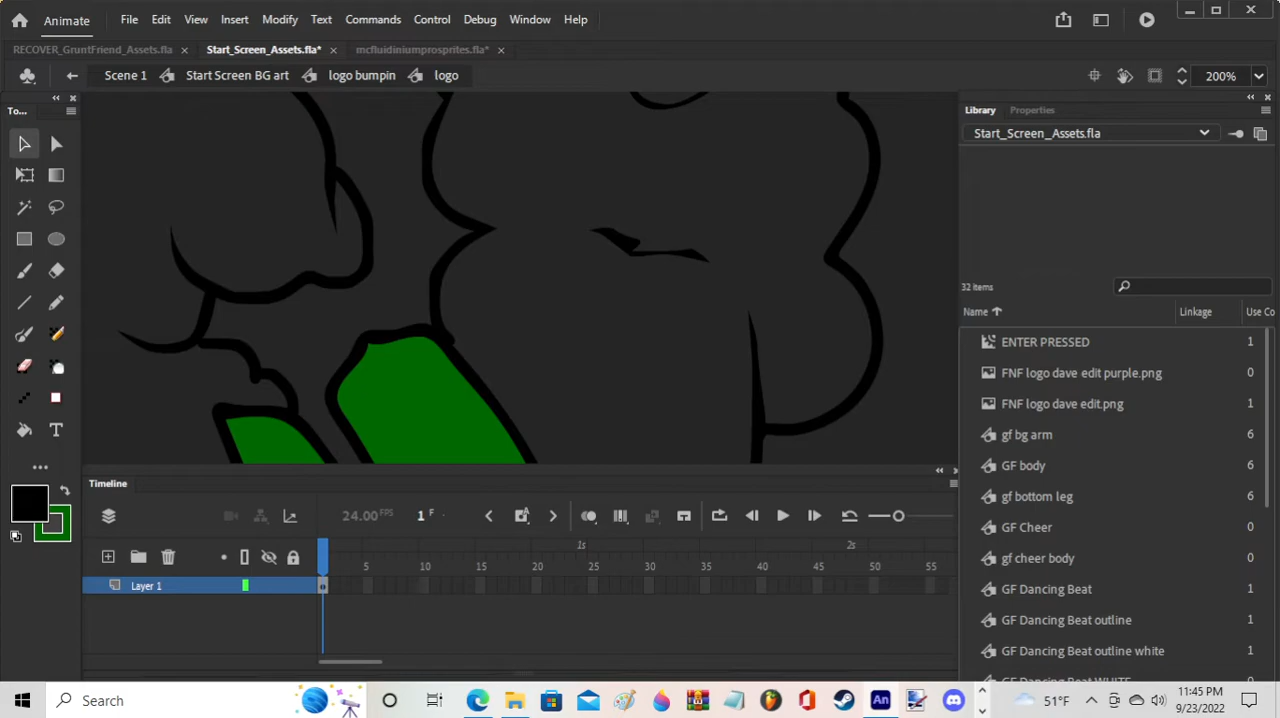 Animate File Edit View Insert Modify Text Commands Control Debug Window Help
RECOVER_GruntFriend_Assets.fla Start_Screen_Assets.fla* mcfluidiniumprosprites.fla*
Scene 1 Start Screen BG art logo bumpin logo 200%
To...
Library Properties
Start_Screen_Assets.fla
32 items
Name Linkage Use Co
ENTER PRESSED 1
FNF logo dave edit purple.png 0
FNF logo dave edit.png 1
gf bg arm 6
GF body 6
gf bottom leg 6
GF Cheer 0
gf cheer body 0
GF Dancing Beat 1
GF Dancing Beat outline 0
GF Dancing Beat outline white 1
GF Dancing Beat WHITE
Timeline
24.00 FPS 1 F
1s 2s
5 10 15 20 25 30 35 40 45 50 55
Layer 1
Search
An
51°F
11:45 PM
9/23/2022